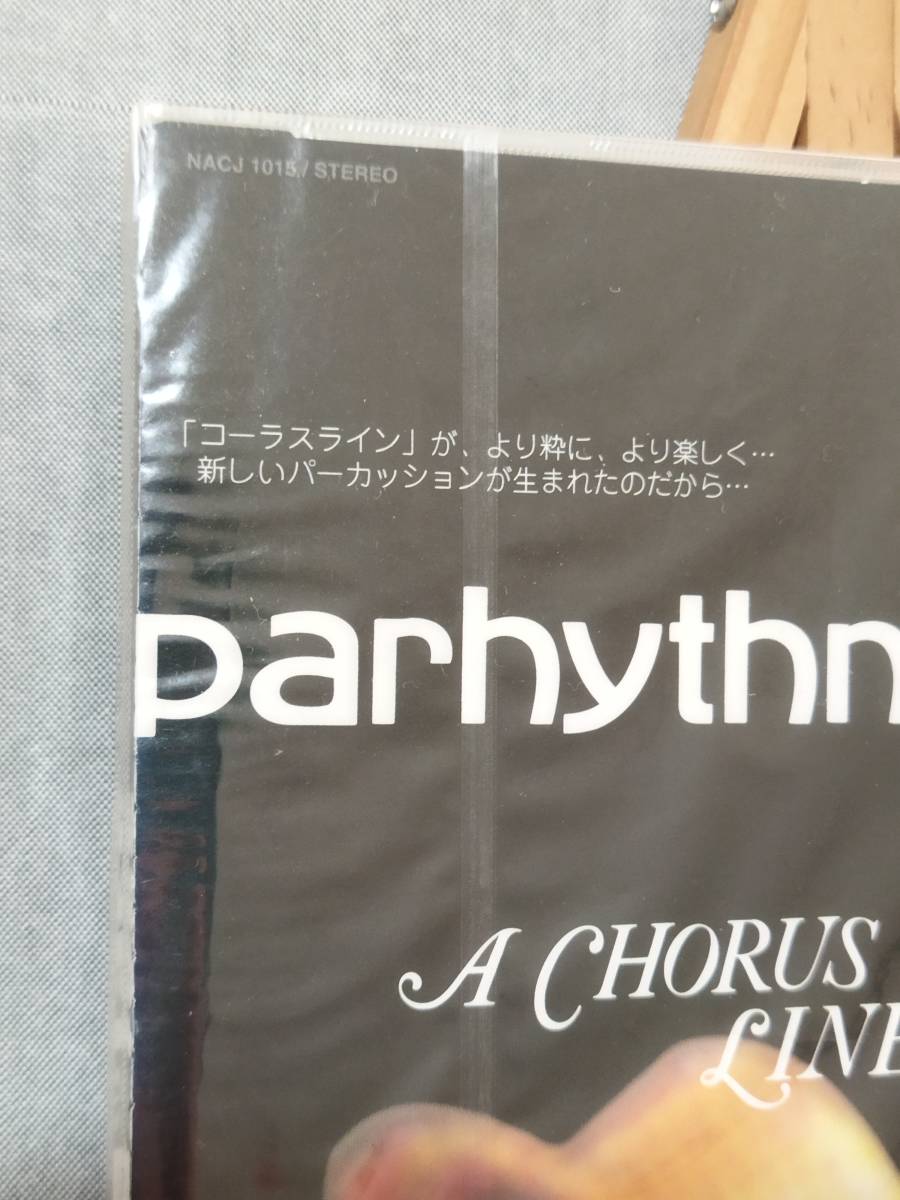 NACJ 1015 / STEREO
「コーラスライン」が、より粋に、より楽しく…
新しいパーカッションが生まれたのだから…
parhythm
A CHORUS
LINE